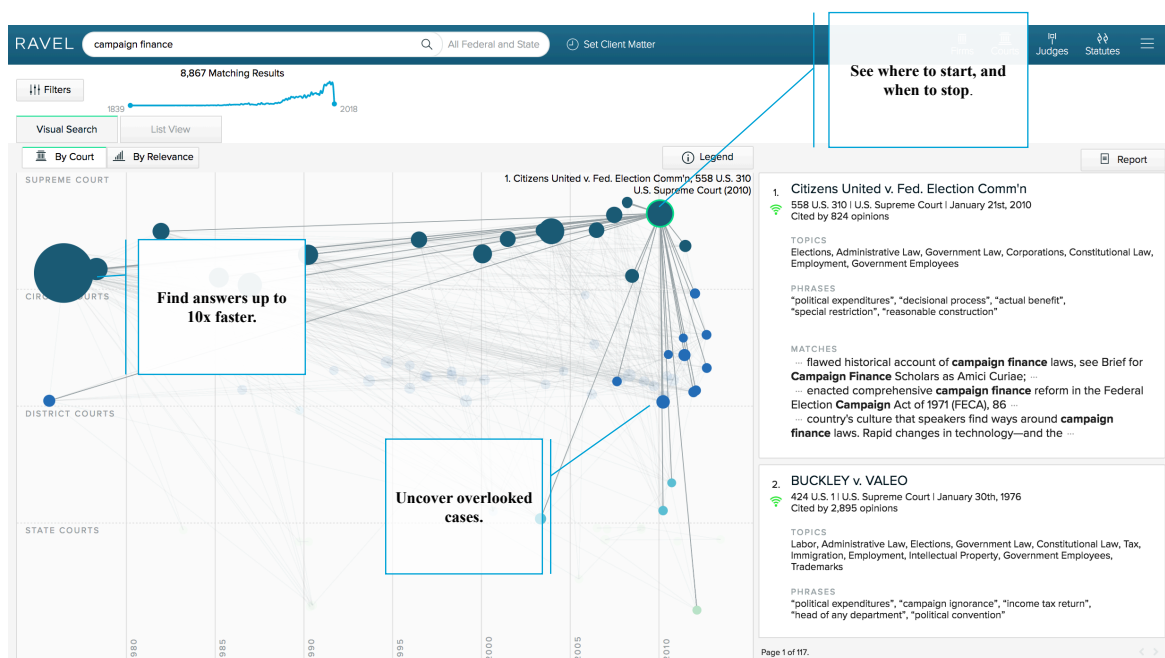 RAVEL
campaign finance
All Federal and State
Set Client Matter
Judges
Statutes
See where to start, and
when to stop.
Filters
8,867 Matching Results
1839
2018
Visual Search
List View
By Court
By Relevance
Legend
Report
SUPREME COURT
1. Citizens United v. Fed. Election Comm'n, 558 U.S. 310
U.S. Supreme Court (2010)
Find answers up to
10x faster.
DISTRICT COURTS
Uncover overlooked
cases.
STATE COURTS
1995
2005
2010
1. Citizens United v. Fed. Election Comm'n
558 U.S. 310 | U.S. Supreme Court | January 21st, 2010
Cited by 824 opinions
TOPICS
Elections, Administrative Law, Government Law, Corporations, Constitutional Law,
Employment, Government Employees
PHRASES
“political expenditures”, “decisional process”, “actual benefit”,
“special restriction”, “reasonable construction”
MATCHES
··· flawed historical account of campaign finance laws, see Brief for
Campaign Finance Scholars as Amici Curiae; ···
··· enacted comprehensive campaign finance reform in the Federal
Election Campaign Act of 1971 (FECA), 86 ···
··· country's culture that speakers find ways around campaign
finance laws. Rapid changes in technology—and the ···
2. BUCKLEY v. VALEO
424 U.S. 1 | U.S. Supreme Court | January 30th, 1976
Cited by 2,895 opinions
TOPICS
Labor, Administrative Law, Elections, Government Law, Constitutional Law, Tax,
Immigration, Employment, Intellectual Property, Government Employees,
Trademarks
PHRASES
“political expenditures”, “campaign ignorance”, “income tax return”,
“head of any department”, “political convention”
Page 1 of 117.